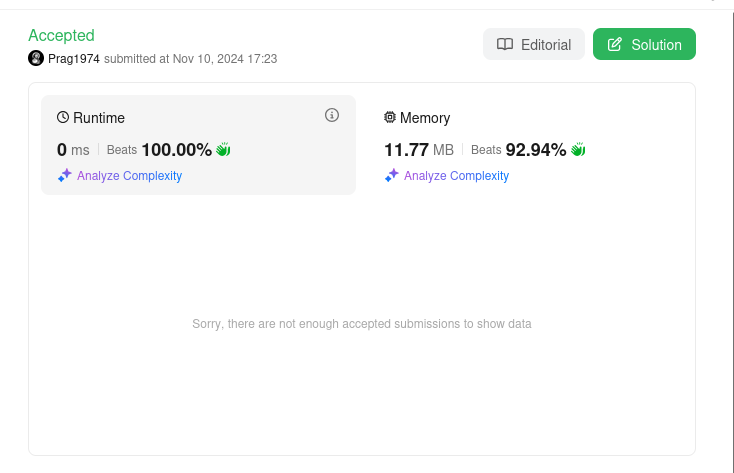 Accepted
Editorial
Solution
Prag1974 submitted at Nov 10, 2024 17:23
Runtime
Memory
0 ms | Beats 100.00%
11.77 MB | Beats 92.94%
Analyze Complexity
Analyze Complexity
Sorry, there are not enough accepted submissions to show data